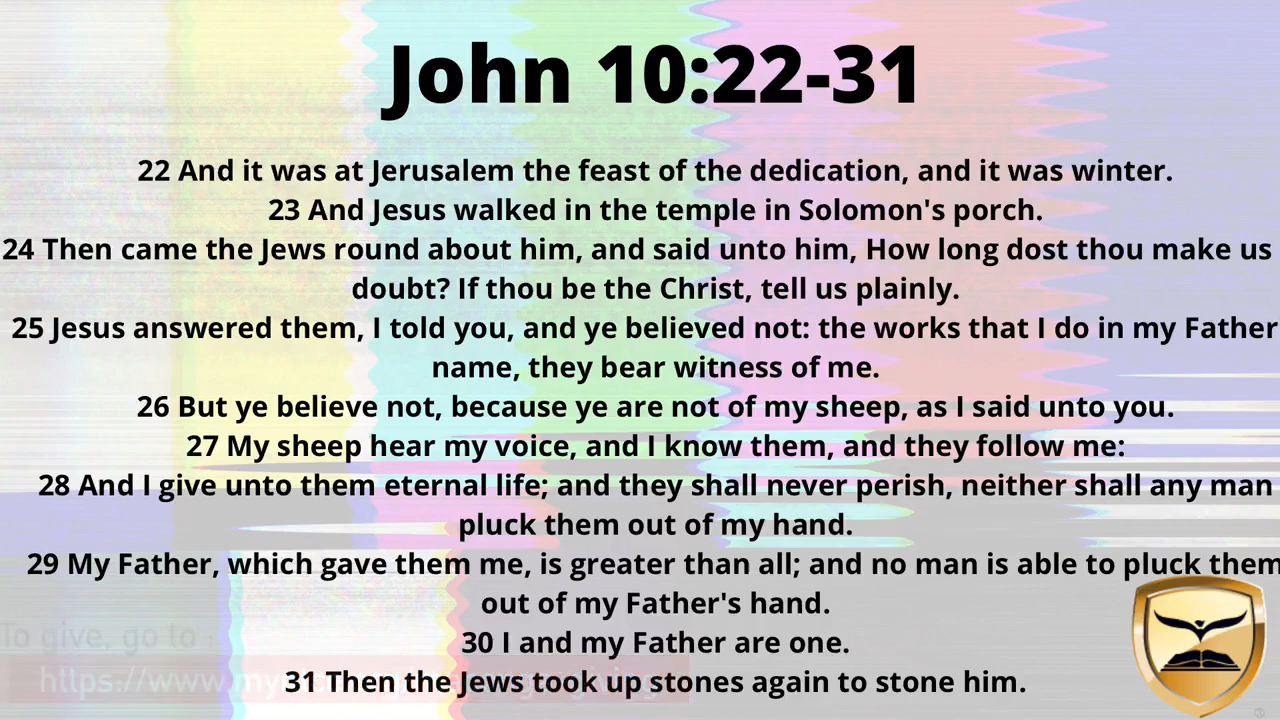 John 10:22-31
22 And it was at Jerusalem the feast of the dedication, and it was winter.
23 And Jesus walked in the temple in Solomon's porch.
24 Then came the Jews round about him, and said unto him, How long dost thou make us
doubt? If thou be the Christ, tell us plainly.
25 Jesus answered them, I told you, and ye believed not: the works that I do in my Father
name, they bear witness of me.
26 But ye believe not, because ye are not of my sheep, as I said unto you.
27 My sheep hear my voice, and I know them, and they follow me:
28 And I give unto them eternal life; and they shall never perish, neither shall any man
pluck them out of my hand.
29 My Father, which gave them me, is greater than all; and no man is able to pluck them
out of my Father's hand.
30 I and my Father are one.
To give, go to :
31 Then the Jews took up stones again to stone him.